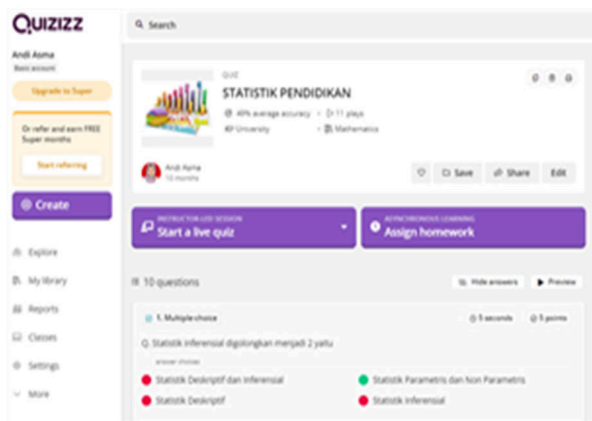 QUIZIZZ
Search
Andi Asma
Basic account
Upgrade to Super
Or refer and earn FREE
Super months
Start referring
Create
Explore
My library
Reports
Classes
Settings
More
QUIZ
STATISTIK PENDIDIKAN
49% average accuracy • 11 plays
University • Mathematics
Andi Asma
10 months
Save
Share
Edit
INSTRUCTOR-LED SESSION
Start a live quiz
ASYNCHRONOUS LEARNING
Assign homework
10 questions
Hide answers
Preview
1. Multiple choice
5 seconds
5 points
Q. Statistik inferensial digolongkan menjadi 2 yaitu
answer choices
Statistik Deskriptif dan Inferensial
Statistik Parametris dan Non Parametris
Statistik Deskriptif
Statistik Inferensial